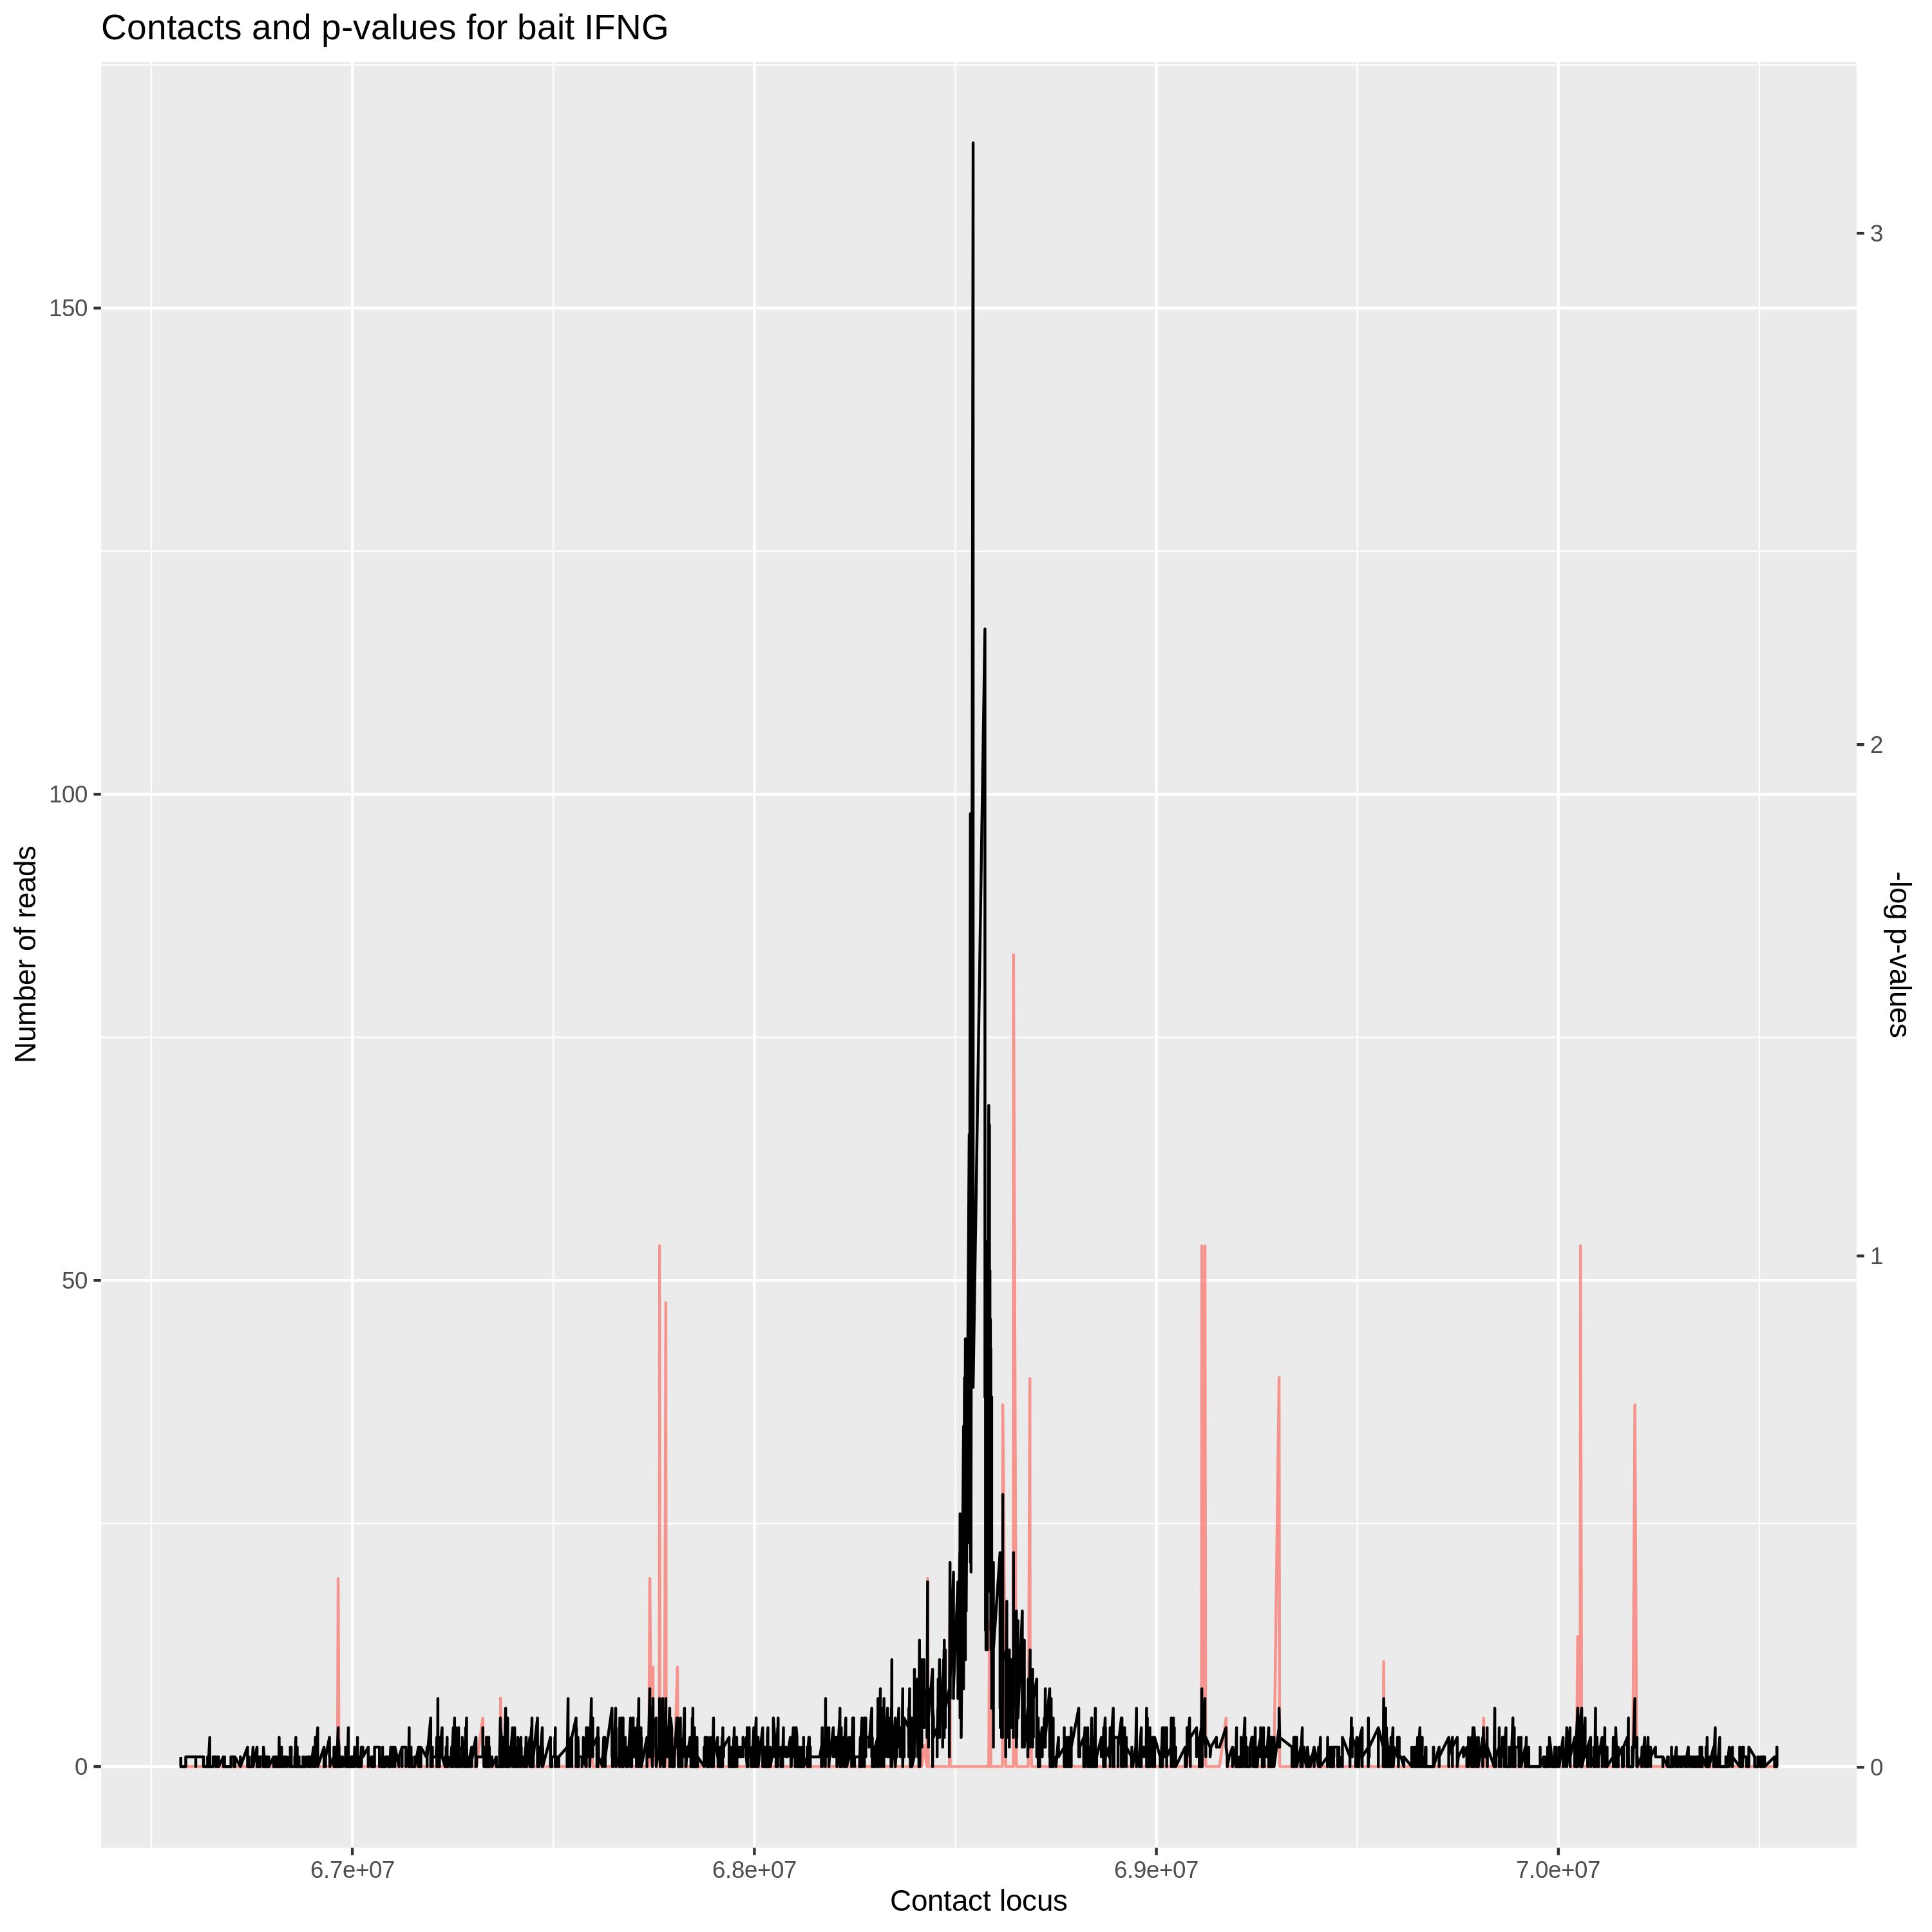 Contacts and p-values for bait IFNG
Number of reads
150
100
50
0
3
2
1
0
-log p-values
6.7e+07
6.8e+07
6.9e+07
7.0e+07
Contact locus